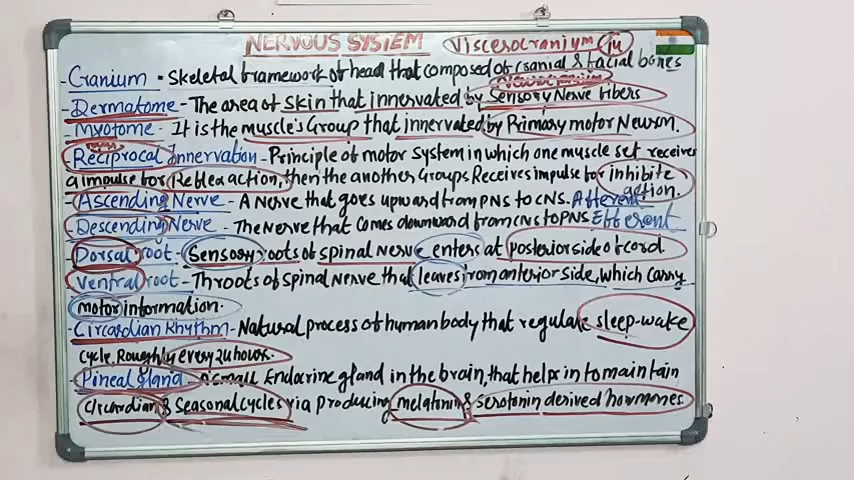 NERVOUS SYSTEM Viscerocranium
-Cranium - Skeletal framework of head that composed of cranial & facial bones
Neurocranium
-Dermatome - The area of skin that innervated by Sensory Nerve fibers
-Myotome - It is the muscle's Group that innervated by Primary motor Neuron.
Reciprocal Innervation - Principle of motor System in which one muscle set receives
a impulse for Reflex action, then the another Groups Receives impulse for inhibite
action.
-Ascending Nerve - A Nerve that goes upward from PNS to CNS. Afferent
Descending Nerve - The Nerve that comes downward from CNS to PNS Efferent
-Dorsal root - Sensory roots of spinal nerve enters at posterior side of cord.
Ventral root - Th roots of Spinal Nerve that leaves from anterior side, which carry
motor information.
-Circardian Rhythm - Natural process of human body that regulate sleep-wake
cycle. Roughly every 24 hours.
-Pineal gland - A small Endocrine gland in the brain, that helps in to maintain
circardian & seasonal cycles via producing melatonin & serotonin derived hormones.